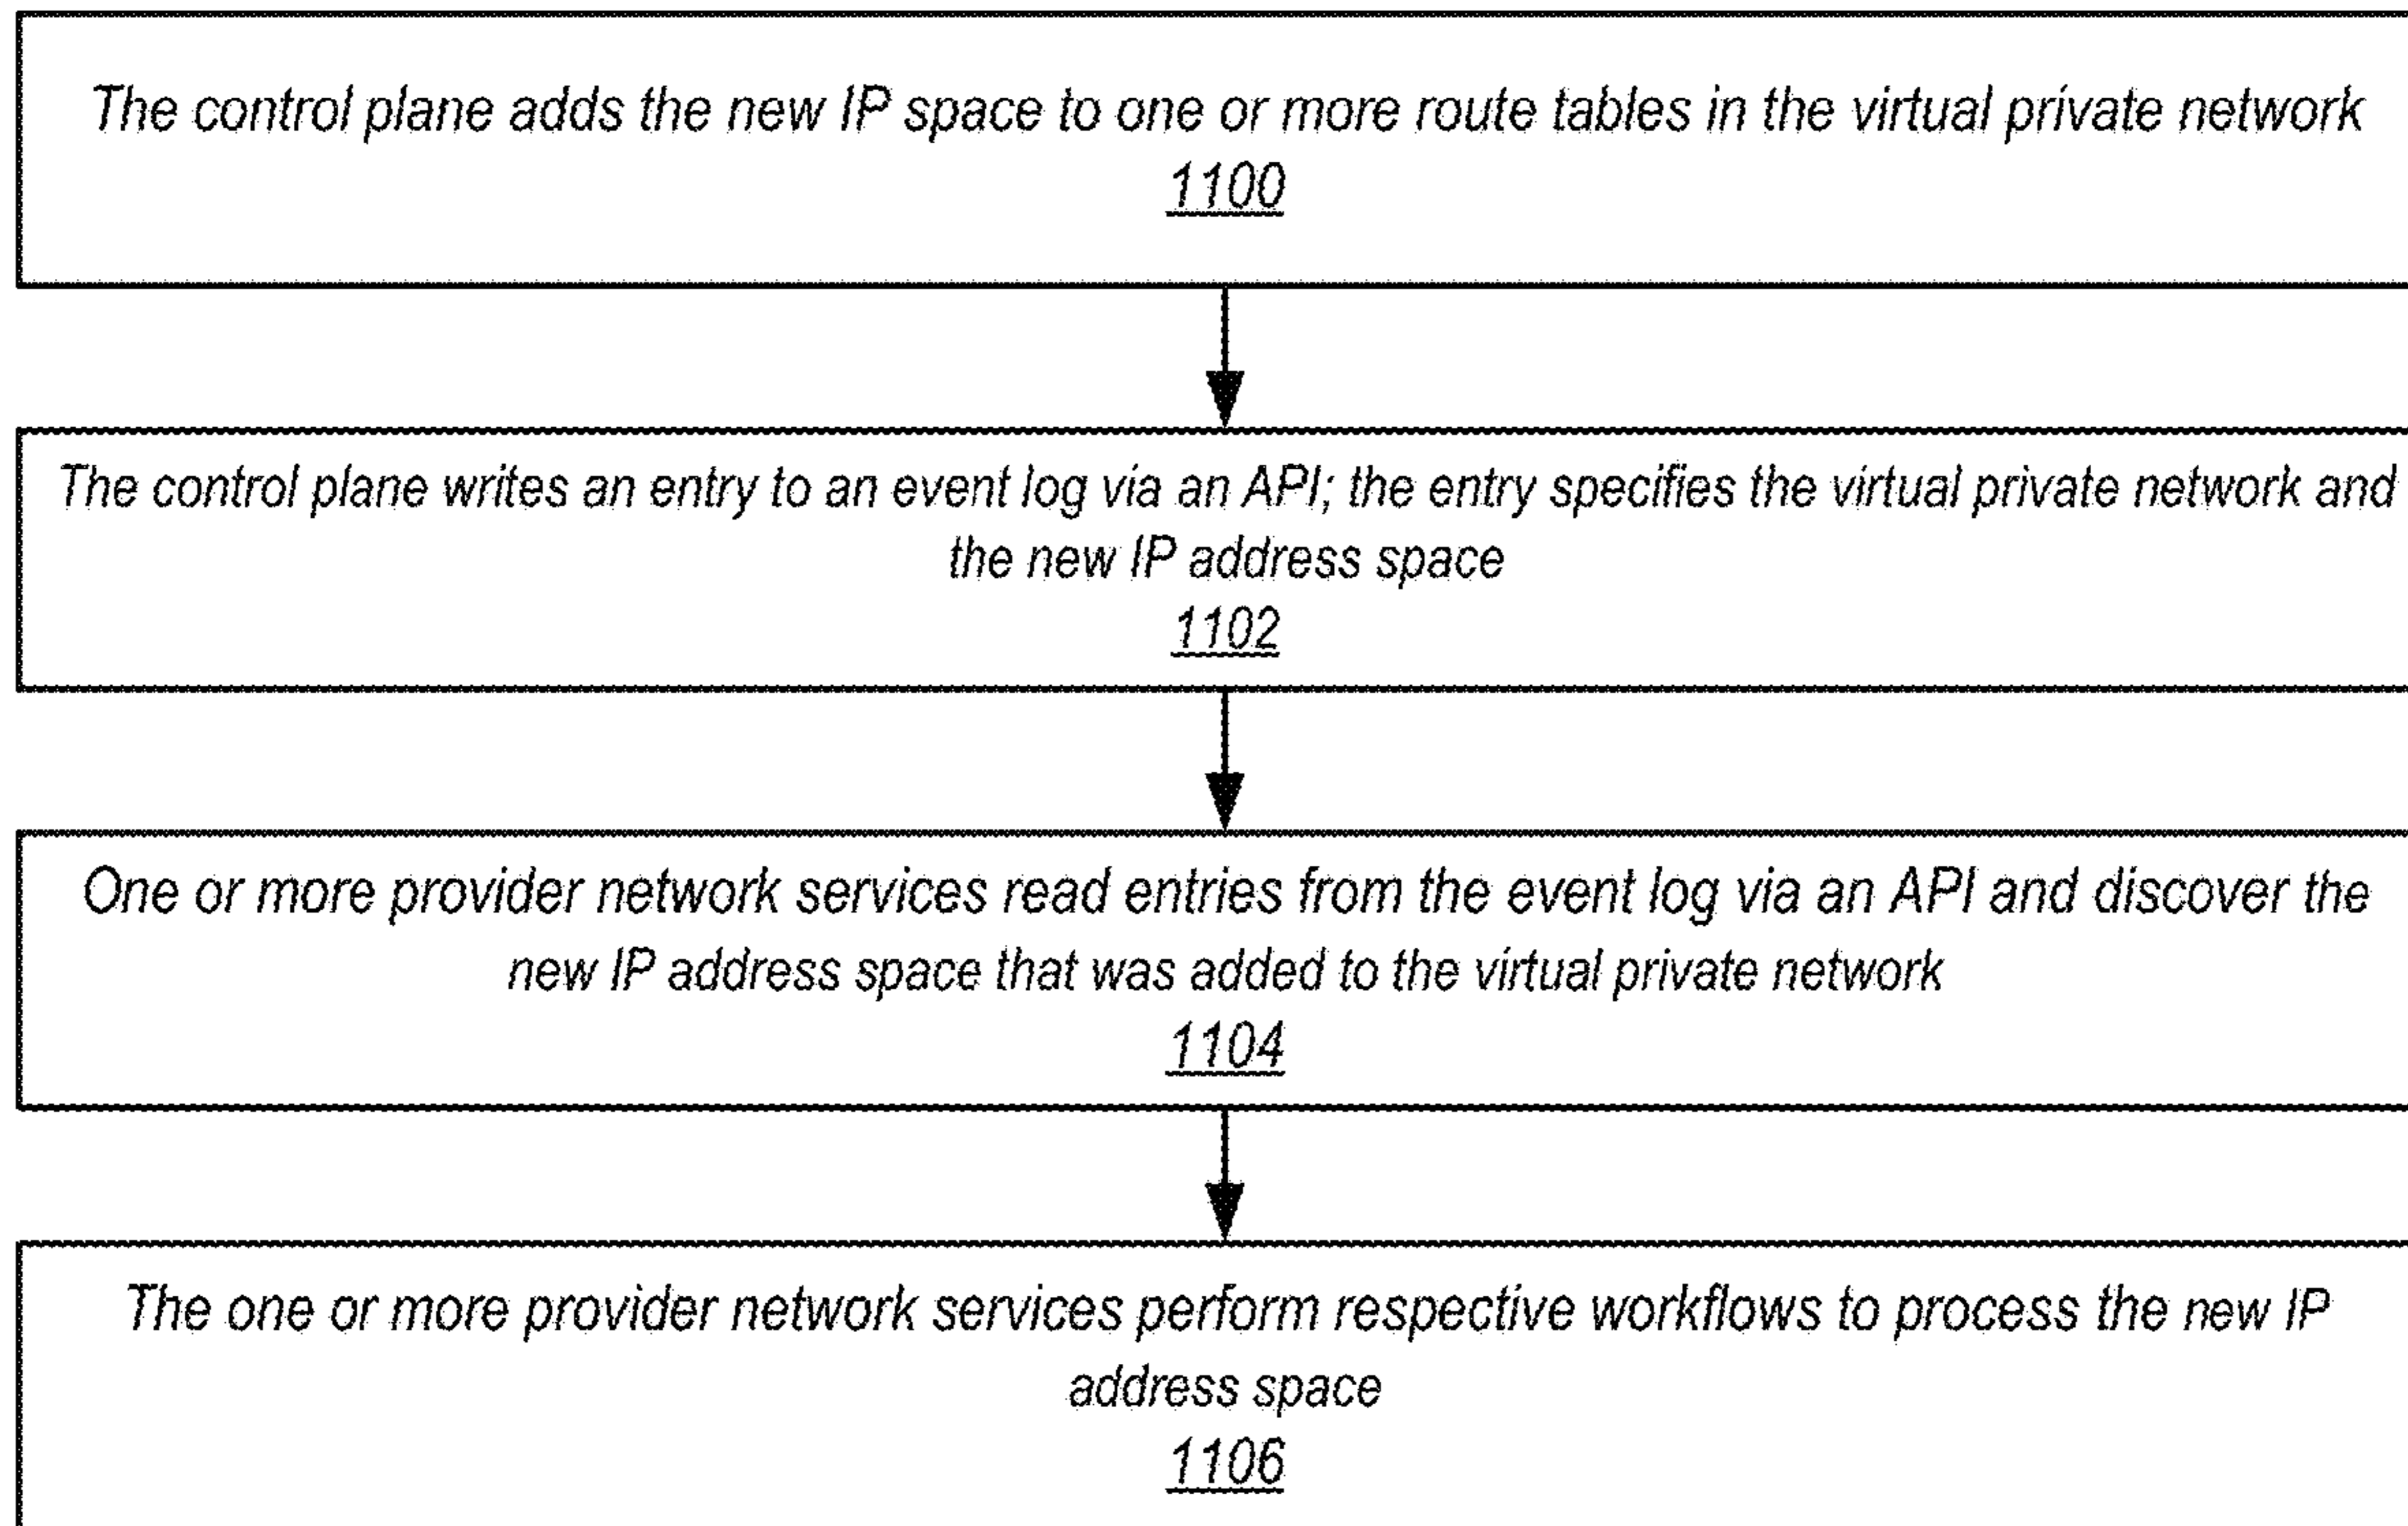 The control plane adds the new IP space to one or more route tables in the virtual private network
1100
The control plane writes an entry to an event log via an API; the entry specifies the virtual private network and
the new IP address space
1102
One or more provider network services read entries from the event log via an API and discover the
new IP address space that was added to the virtual private network
1104
The one or more provider network services perform respective workflows to process the new IP
address space
1106